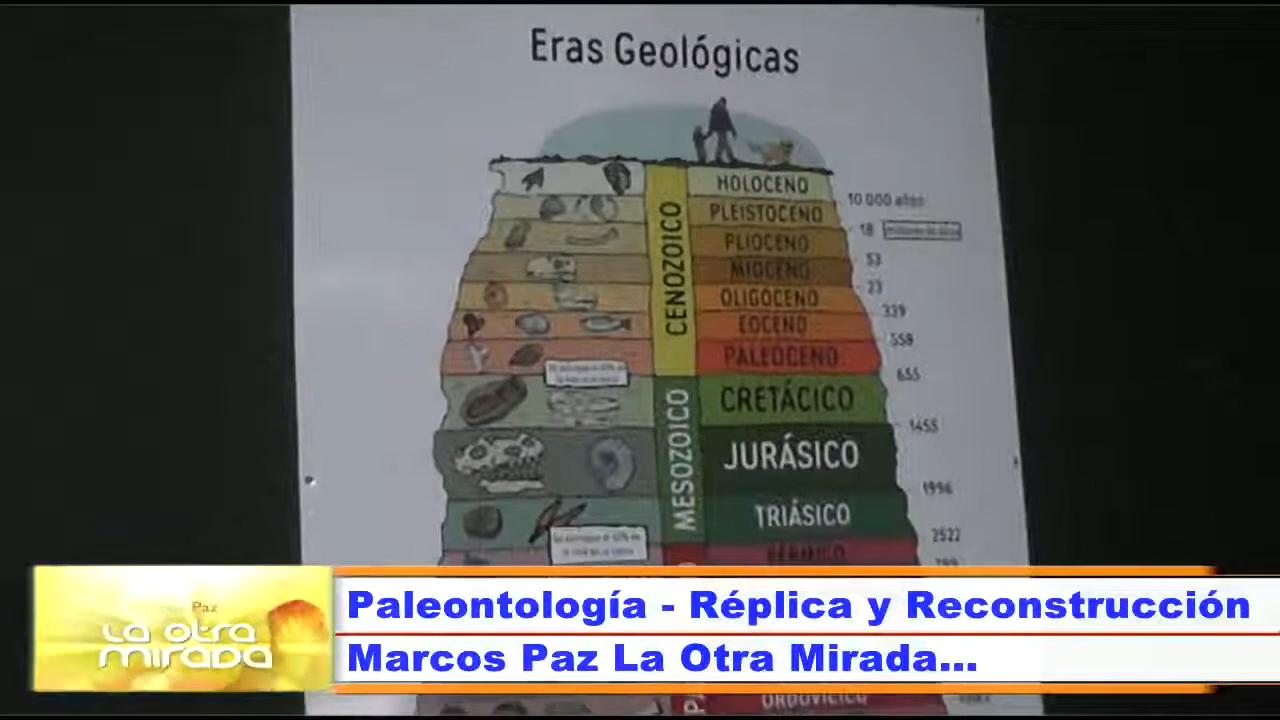 Eras Geológicas
HOLOCENO
10 000 años
PLEISTOCENO
18
PLIOCENO
53
MIOCENO
23
OLIGOCENO
339
EOCENO
558
PALEOCENO
655
CENOZOICO
CRETÁCICO
1455
JURÁSICO
1996
TRIÁSICO
2522
MESOZOICO
PÉRMICO
Paz
La otra
mirada
Paleontología - Réplica y Reconstrucción
Marcos Paz La Otra Mirada...
ORDOVÍCICO